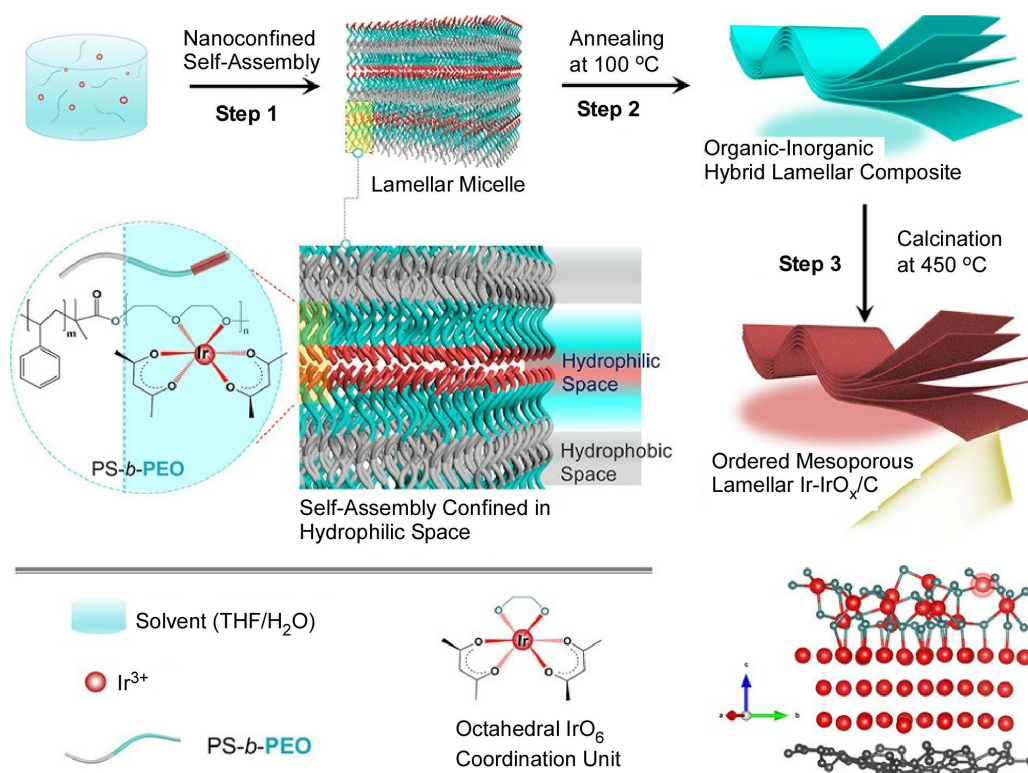 Nanoconfined
Self-Assembly
Step 1
Annealing
at 100 °C
Step 2
Lamellar Micelle
Organic-Inorganic
Hybrid Lamellar Composite
Step 3
Calcination
at 450 °C
m
O
O
O
O
n
Ir
O
O
O
O
PS-b-PEO
Hydrophilic
Space
Hydrophobic
Space
Self-Assembly Confined in
Hydrophilic Space
Ordered Mesoporous
Lamellar Ir-IrOx/C
Solvent (THF/H2O)
Ir3+
PS-b-PEO
O
O
O
Ir
O
O
O
Octahedral IrO6
Coordination Unit
c
a
b